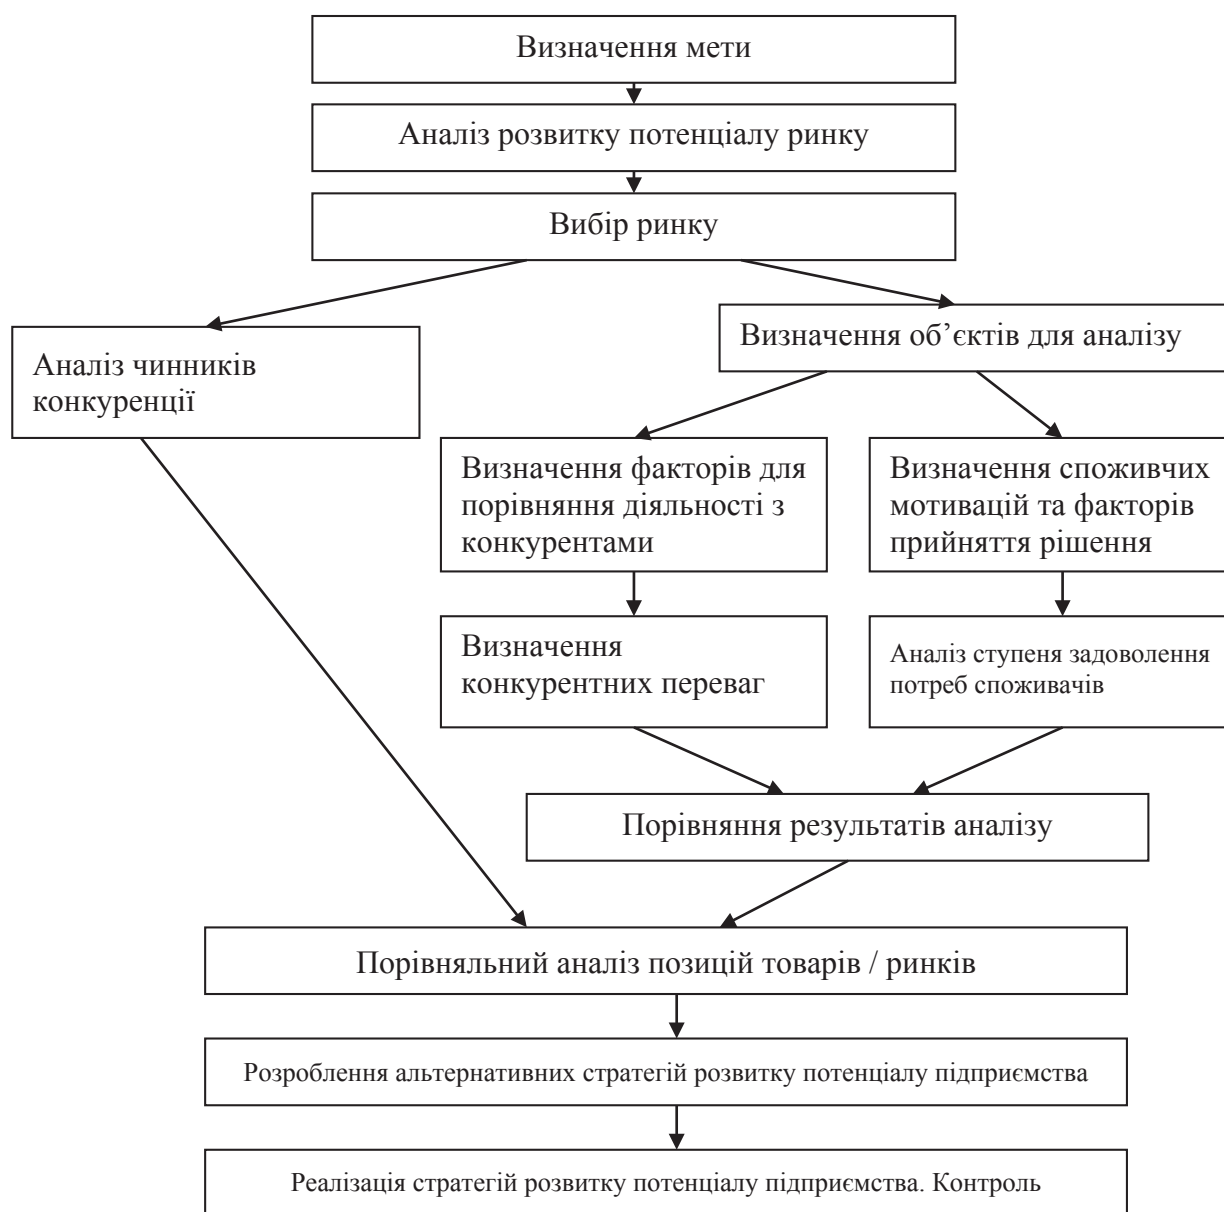 Визначення мети
Аналіз розвитку потенціалу ринку
Вибір ринку
Визначення об’єктів для аналізу
Аналіз чинників
конкуренції
Визначення факторів для
порівняння діяльності з
конкурентами
Визначення споживчих
мотивацій та факторів
прийняття рішення
Визначення
конкурентних переваг
Аналіз ступеня задоволення
потреб споживачів
Порівняння результатів аналізу
Порівняльний аналіз позицій товарів / ринків
Розроблення альтернативних стратегій розвитку потенціалу підприємства
Реалізація стратегій розвитку потенціалу підприємства. Контроль